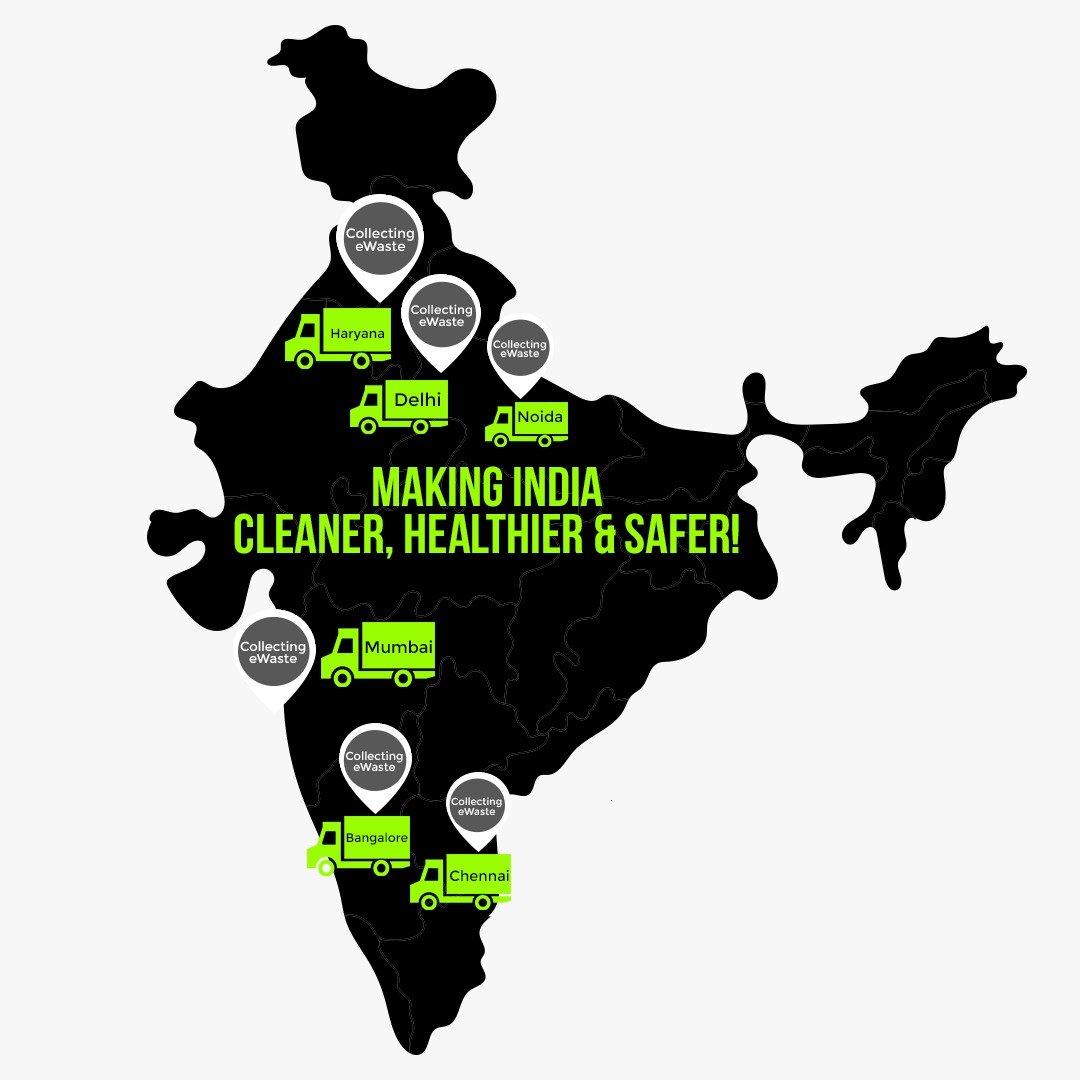 Collecting
eWaste
Collecting
eWaste
Collecting
eWaste
Haryana
Delhi
Noida
MAKING INDIA
CLEANER, HEALTHIER & SAFER!
Collecting
eWaste
Mumbai
Collecting
eWaste
Collecting
eWaste
Bangalore
Chennai